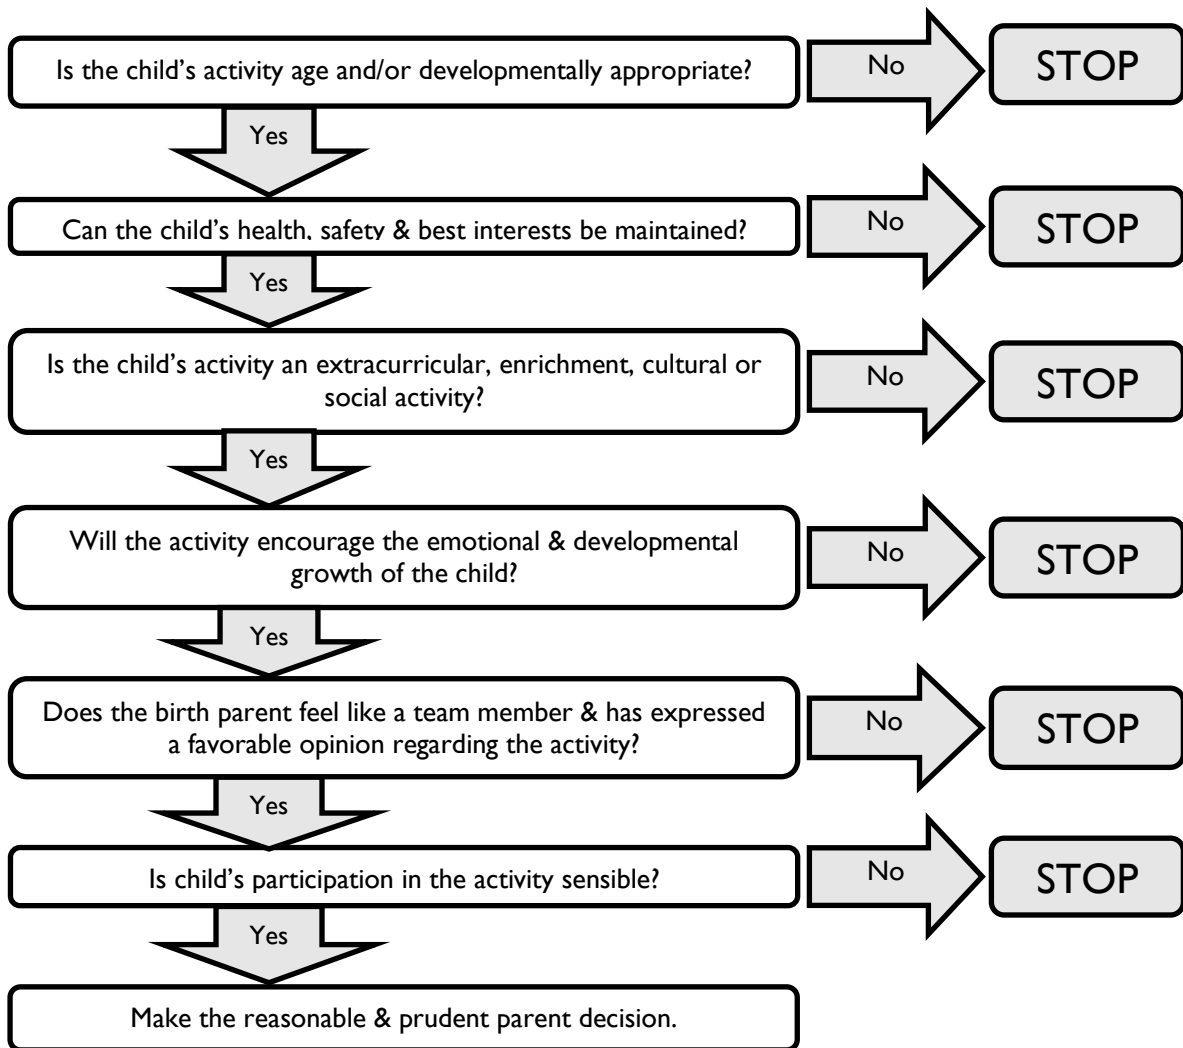 Is the child’s activity age and/or developmentally appropriate?
No
STOP
Yes
Can the child’s health, safety & best interests be maintained?
No
STOP
Yes
Is the child’s activity an extracurricular, enrichment, cultural or
social activity?
No
STOP
Yes
Will the activity encourage the emotional & developmental
growth of the child?
No
STOP
Yes
Does the birth parent feel like a team member & has expressed
a favorable opinion regarding the activity?
No
STOP
Yes
Is child’s participation in the activity sensible?
No
STOP
Yes
Make the reasonable & prudent parent decision.